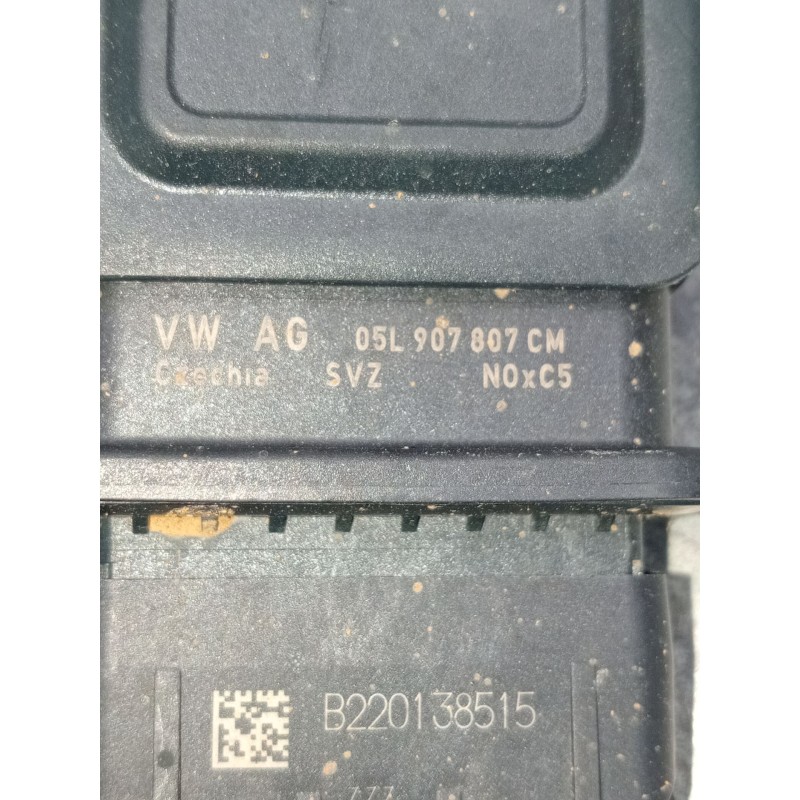 VW AG 05L 907 807 CM
Czechia SVZ NOxC5
B220138515